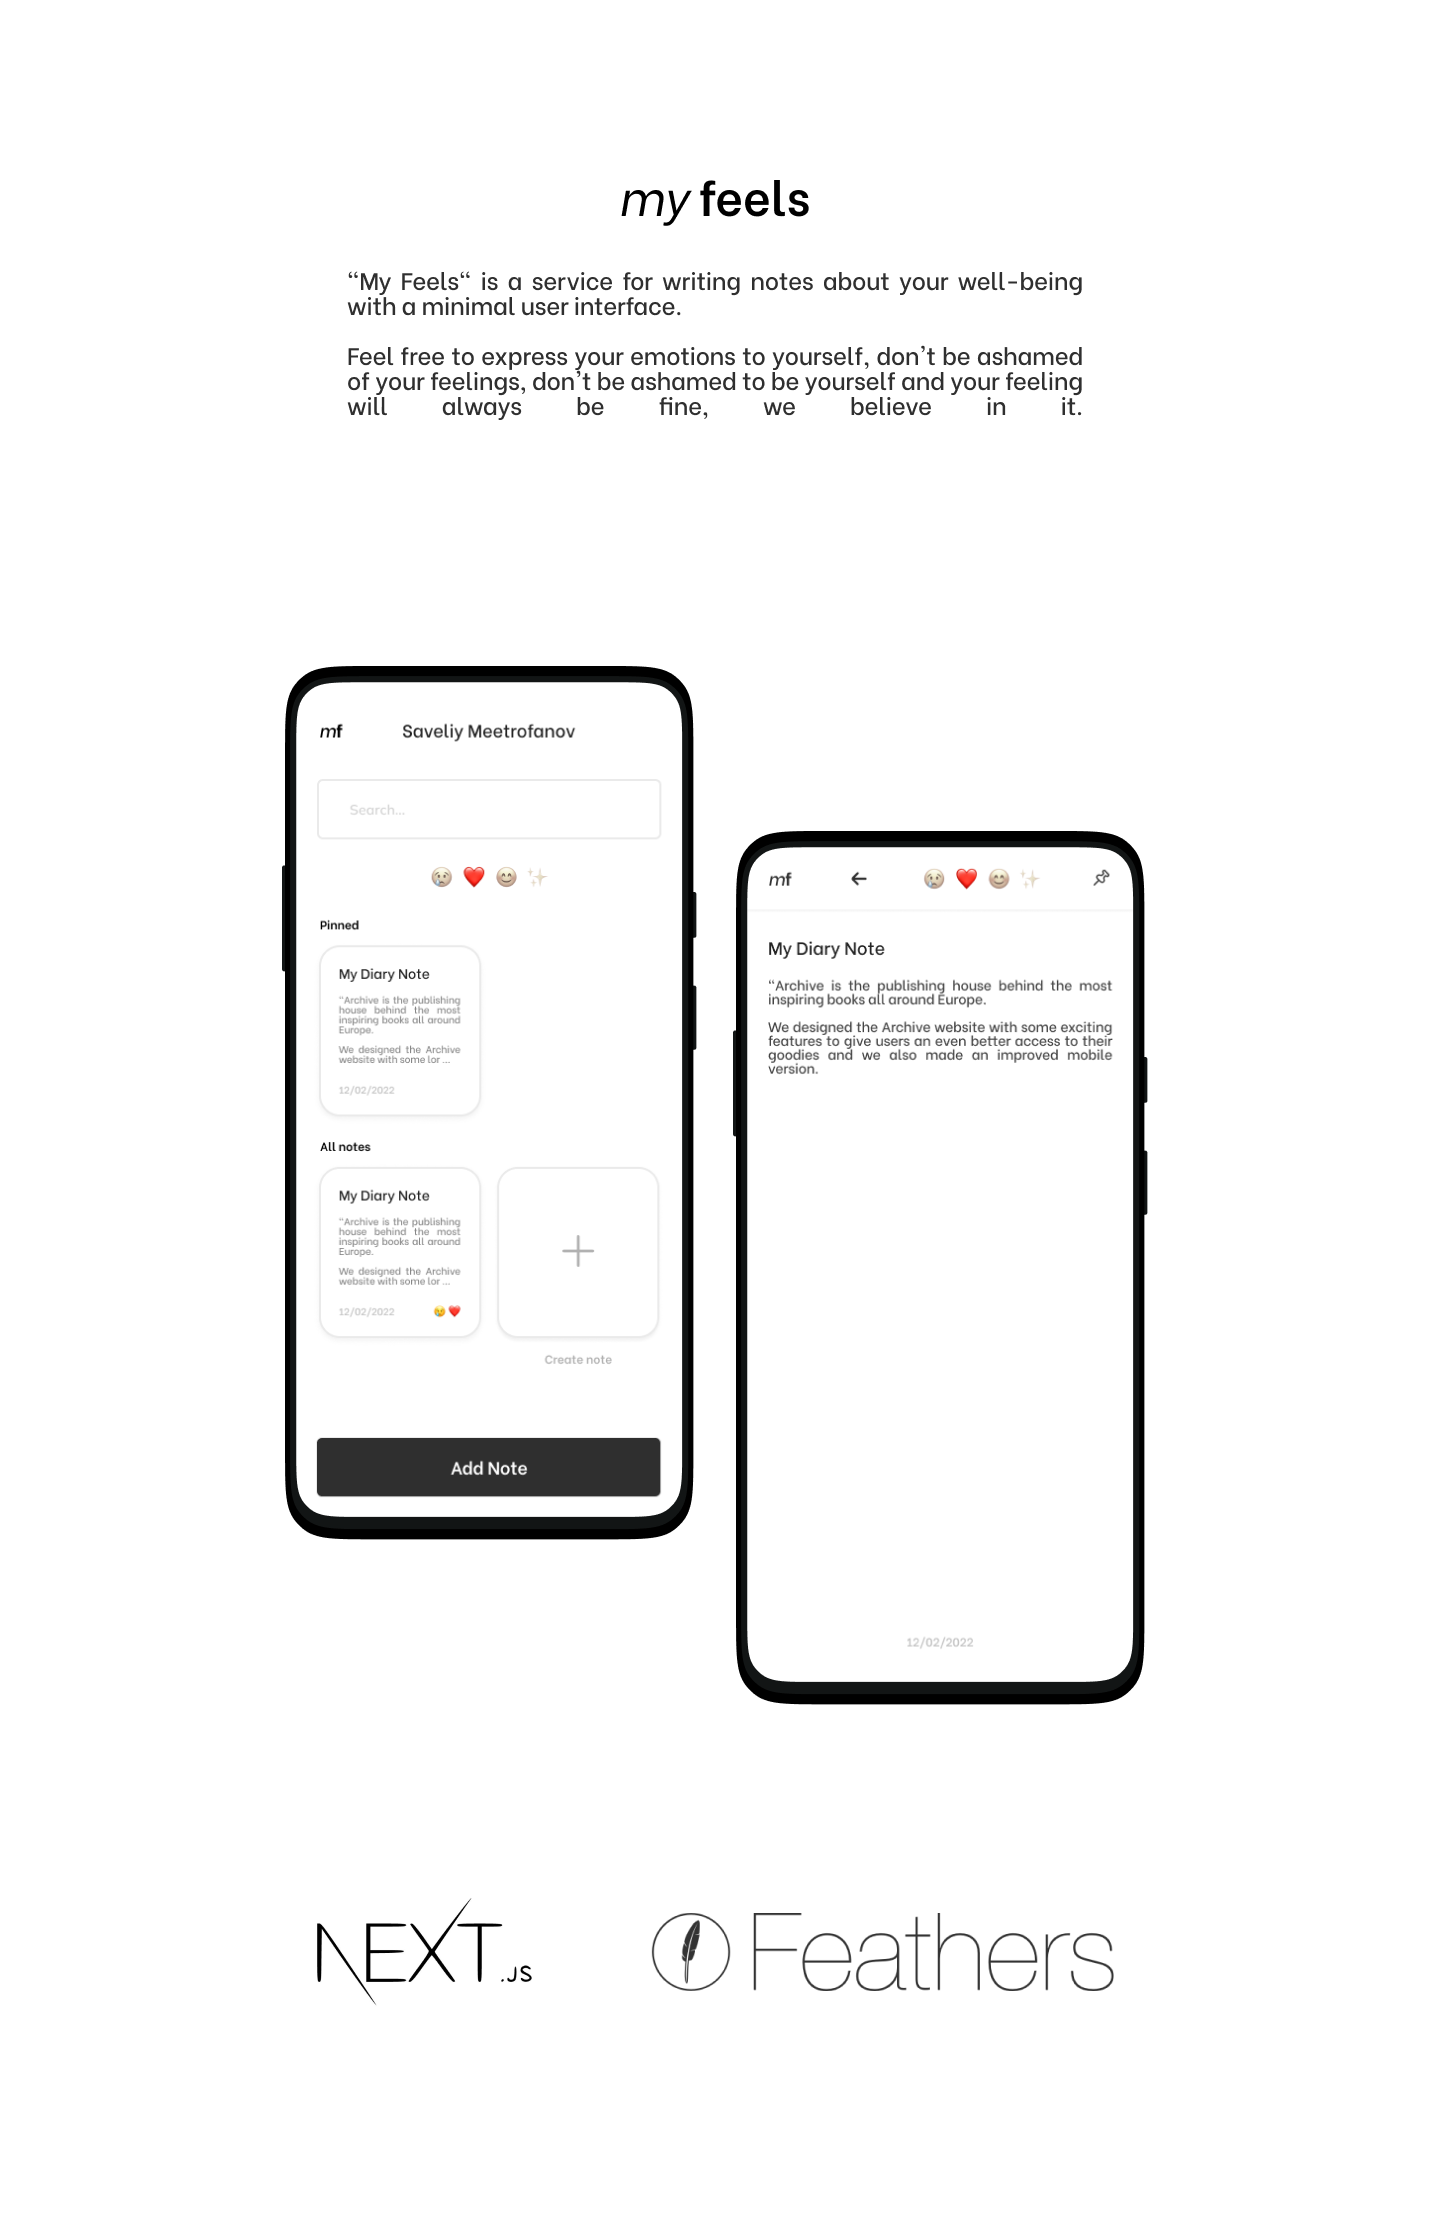 my feels
“My Feels“ is a service for writing notes about your well-being
with a minimal user interface.
Feel free to express your emotions to yourself, don't be ashamed
of your feelings, don't be ashamed to be yourself and your feeling
will always be fine, we believe in it.
mf
Saveliy Meetrofanov
Search...
Pinned
My Diary Note
“Archive is the publishing
house behind the most
inspiring books all around
Europe.
We designed the Archive
website with some lor ...
12/02/2022
All notes
My Diary Note
“Archive is the publishing
house behind the most
inspiring books all around
Europe.
We designed the Archive
website with some lor ...
12/02/2022
Create note
Add Note
mf
My Diary Note
“Archive is the publishing house behind the most
inspiring books all around Europe.
We designed the Archive website with some exciting
features to give users an even better access to their
goodies and we also made an improved mobile
version.
12/02/2022
NEXT.JS
Feathers